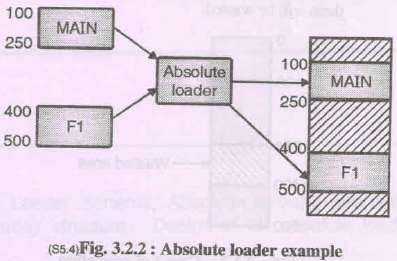 100
MAIN
250
400
F1
500
Absolute
loader
100
MAIN
250
400
F1
500
(S5.4)Fig. 3.2.2 : Absolute loader example